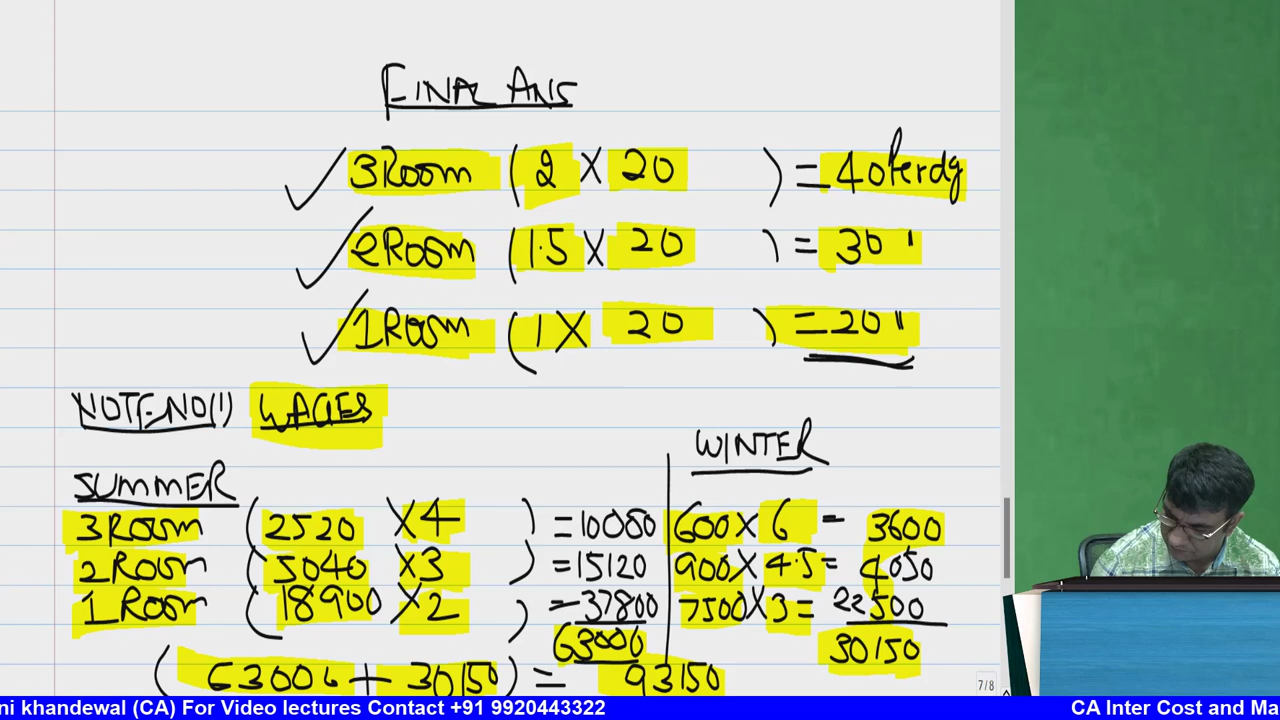 FINAL ANS
3Room (2 X 20 ) = 40 Per day
2Room (1.5 X 20 ) = 30 "
1Room (1 X 20 ) = 20 "
NOTE-NO(1) WAGES
SUMMER
3Room (2520 X4 ) = 10080
2Room (5040 X3 ) = 15120
1Room (18900 X2 ) = 37800
63000
WINTER
600 X 6 = 3600
900 X 4.5 = 4050
7500 X 3 = 22500
30150
(63000 + 30150) = 93150
7/8
ni khandewal (CA) For Video lectures Contact +91 9920443322
CA Inter Cost and Ma